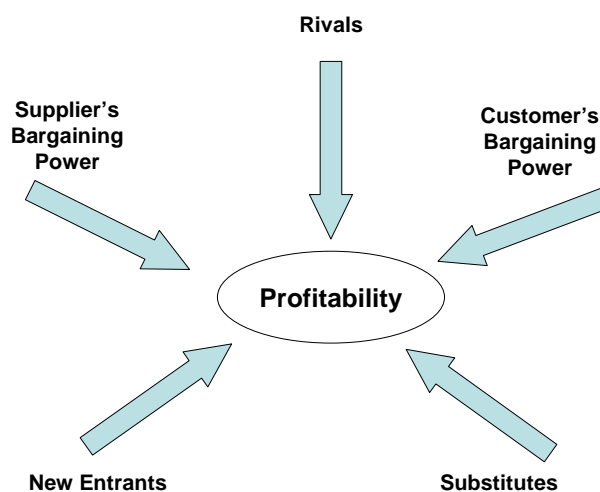 Rivals
Supplier's
Bargaining
Power
Customer's
Bargaining
Power
Profitability
New Entrants
Substitutes